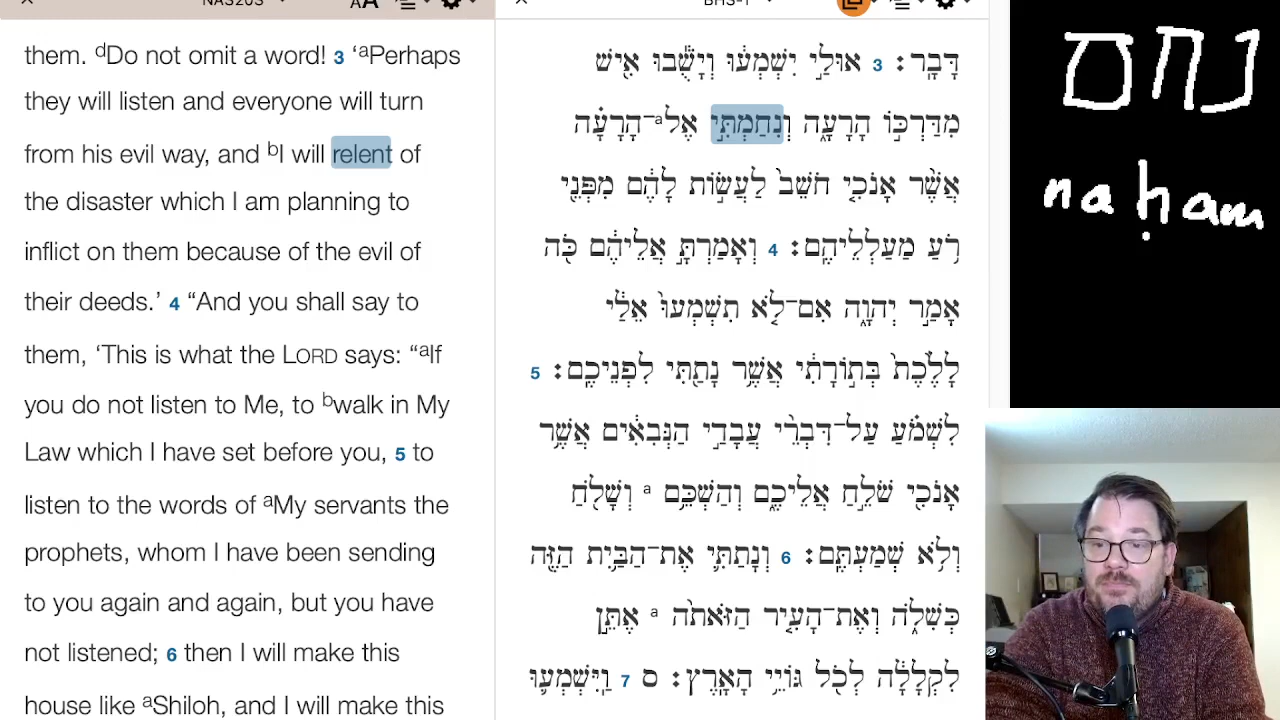 NAS20S
them. dDo not omit a word! 3 ‘aPerhaps
they will listen and everyone will turn
from his evil way, and bI will relent of
the disaster which I am planning to
inflict on them because of the evil of
their deeds.’ 4 “And you shall say to
them, ‘This is what the LORD says: “aIf
you do not listen to Me, to bwalk in My
Law which I have set before you, 5 to
listen to the words of aMy servants the
prophets, whom I have been sending
to you again and again, but you have
not listened; 6 then I will make this
house like aShiloh, and I will make this
BHS-T
דָּבָֽר׃ 3 אוּלַ֣י יִשְׁמְע֔וּ וְיָשֻׁ֕בוּ אִ֖ישׁ
מִדַּרְכּ֣וֹ הָרָעָ֑ה וְנִחַמְתִּ֣י אֶל־a הָרָעָ֗ה
אֲשֶׁ֨ר אָנֹכִ֤י חֹשֵׁב֙ לַעֲשׂ֣וֹת לָהֶ֔ם מִפְּנֵ֖י
רֹ֥עַ מַעַלְלֵיהֶֽם׃ 4 וְאָמַרְתָּ֣ אֲלֵיהֶ֔ם כֹּ֖ה
אָמַ֣ר יְהוָ֑ה אִם־לֹ֤א תִשְׁמְעוּ֙ אֵלַ֔י
לָלֶ֙כֶת֙ בְּת֣וֹרָתִ֔י אֲשֶׁ֥ר נָתַ֖תִּי לִפְנֵיכֶֽם׃ 5
לִשְׁמֹ֗עַ עַל־דִּבְרֵ֨י עֲבָדַ֣י הַנְּבִאִ֔ים אֲשֶׁ֥ר
אָנֹכִ֖י שֹׁלֵ֣חַ אֲלֵיכֶ֑ם a וְהַשְׁכֵּ֥ם וְשָׁלֹ֖חַ
וְלֹ֥א שְׁמַעְתֶּֽם׃ 6 וְנָתַתִּ֛י אֶת־הַבַּ֥יִת הַזֶּ֖ה
כְּשִׁלֹ֑ה וְאֶת־הָעִ֤יר הַזֹּאתה֙ a אֶתֵּ֣ן
לִקְלָלָ֔ה לְכֹ֖ל גּוֹיֵ֥י הָאָֽרֶץ׃ ס 7 וַֽיִּשְׁמְע֛וּ
נחם
naḥam